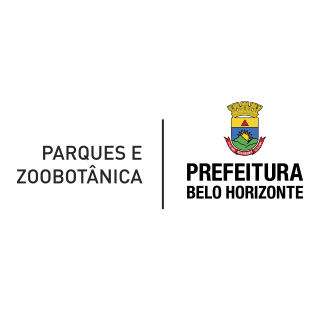 PARQUES E
ZOOBOTÂNICA
PREFEITURA
BELO HORIZONTE